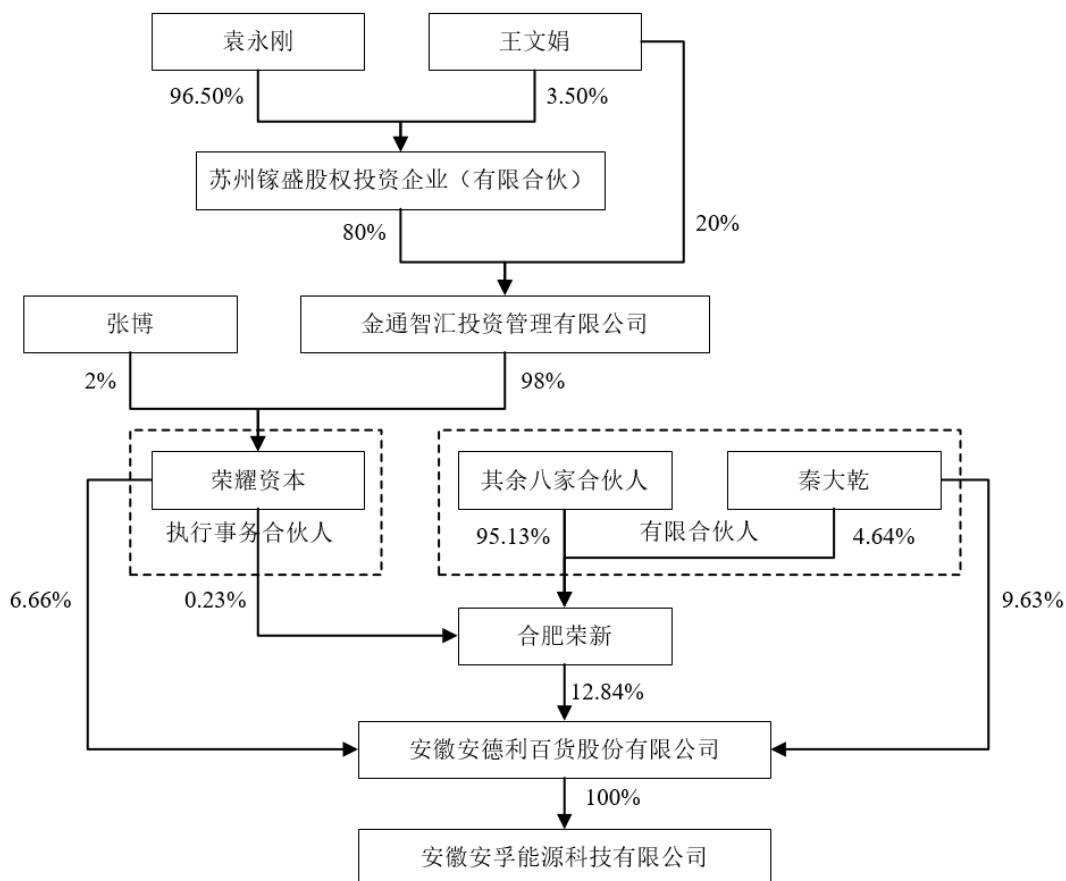 袁永刚
王文娟
96.50%
3.50%
苏州镓盛股权投资企业（有限合伙）
80%
20%
张博
金通智汇投资管理有限公司
2%
98%
荣耀资本
其余八家合伙人
秦大乾
执行事务合伙人
95.13%
有限合伙人
4.64%
6.66%
0.23%
9.63%
合肥荣新
12.84%
安徽安德利百货股份有限公司
100%
安徽安孚能源科技有限公司